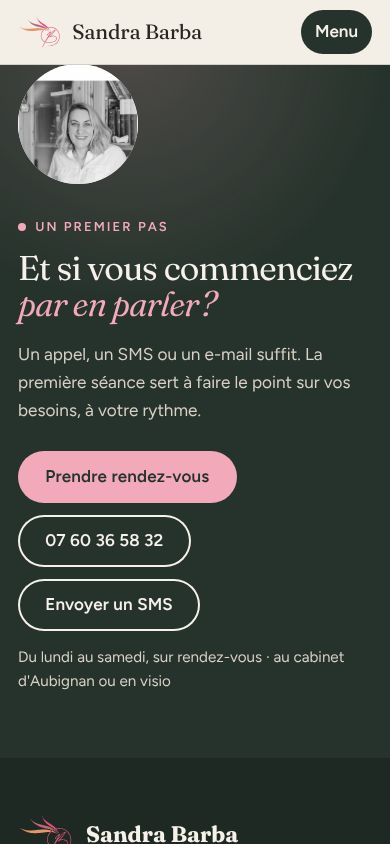 Sandra Barba
Menu
UN PREMIER PAS
Et si vous commenciez
par en parler ?
Un appel, un SMS ou un e-mail suffit. La
première séance sert à faire le point sur vos
besoins, à votre rythme.
Prendre rendez-vous
07 60 36 58 32
Envoyer un SMS
Du lundi au samedi, sur rendez-vous · au cabinet
d'Aubignan ou en visio
Sandra Barba